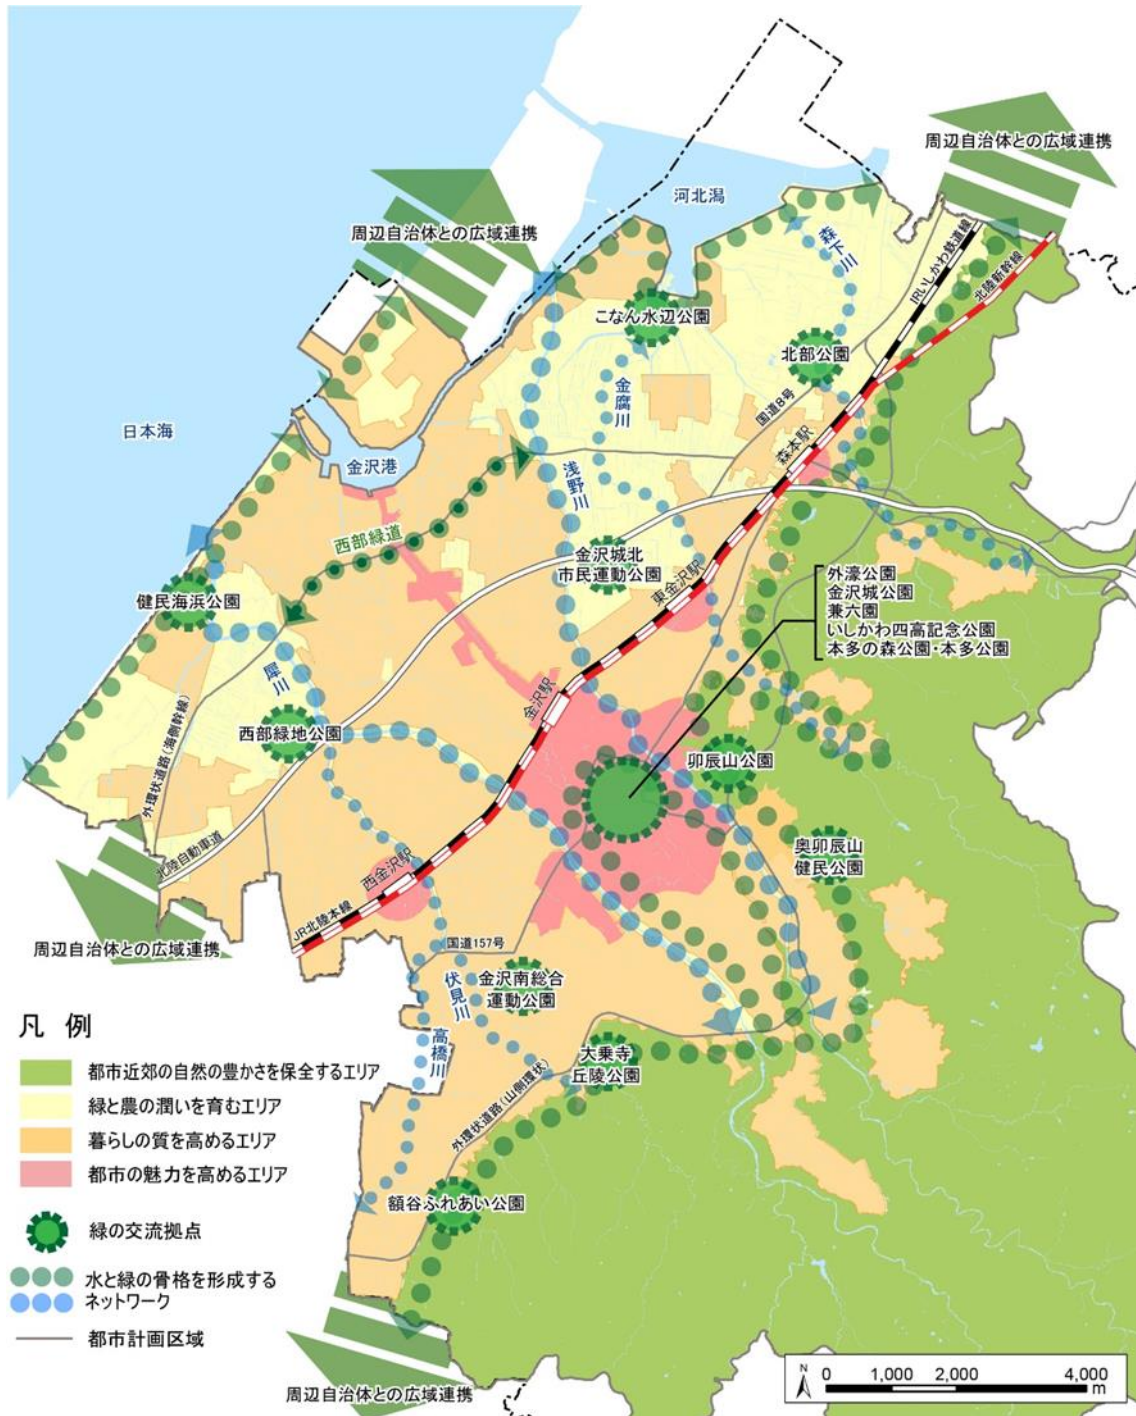 周辺自治体との広域連携
河北潟
周辺自治体との広域連携
森下川
IRいしかわ鉄道線
北陸新幹線
こなん水辺公園
北部公園
金腐川
国道8号
日本海
森本駅
金沢港
浅野川
西部緑道
金沢城北
市民運動公園
東金沢駅
外濠公園
金沢城公園
兼六園
いしかわ四高記念公園
本多の森公園・本多公園
健民海浜公園
犀川
金沢駅
外環状道路(海側幹線)
西部緑地公園
卯辰山公園
北陸自動車道
西金沢駅
奥卯辰山
健民公園
JR北陸本線
国道157号
周辺自治体との広域連携
伏見川
金沢南総合
運動公園
高橋川
大乗寺
丘陵公園
外環状道路(山側環状)
額谷ふれあい公園
凡 例
都市近郊の自然の豊かさを保全するエリア
緑と農の潤いを育むエリア
暮らしの質を高めるエリア
都市の魅力を高めるエリア
緑の交流拠点
水と緑の骨格を形成する
ネットワーク
都市計画区域
周辺自治体との広域連携
N
0 1,000 2,000 4,000
m